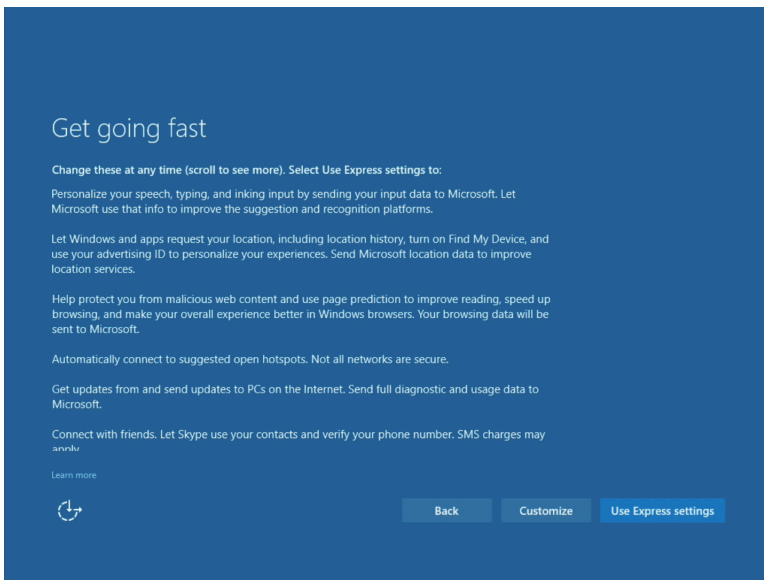 Get going fast
Change these at any time (scroll to see more). Select Use Express settings to:
Personalize your speech, typing, and inking input by sending your input data to Microsoft. Let
Microsoft use that info to improve the suggestion and recognition platforms.
Let Windows and apps request your location, including location history, turn on Find My Device, and
use your advertising ID to personalize your experiences. Send Microsoft location data to improve
location services.
Help protect you from malicious web content and use page prediction to improve reading, speed up
browsing, and make your overall experience better in Windows browsers. Your browsing data will be
sent to Microsoft.
Automatically connect to suggested open hotspots. Not all networks are secure.
Get updates from and send updates to PCs on the Internet. Send full diagnostic and usage data to
Microsoft.
Connect with friends. Let Skype use your contacts and verify your phone number. SMS charges may
apply
Learn more
Back Customize Use Express settings